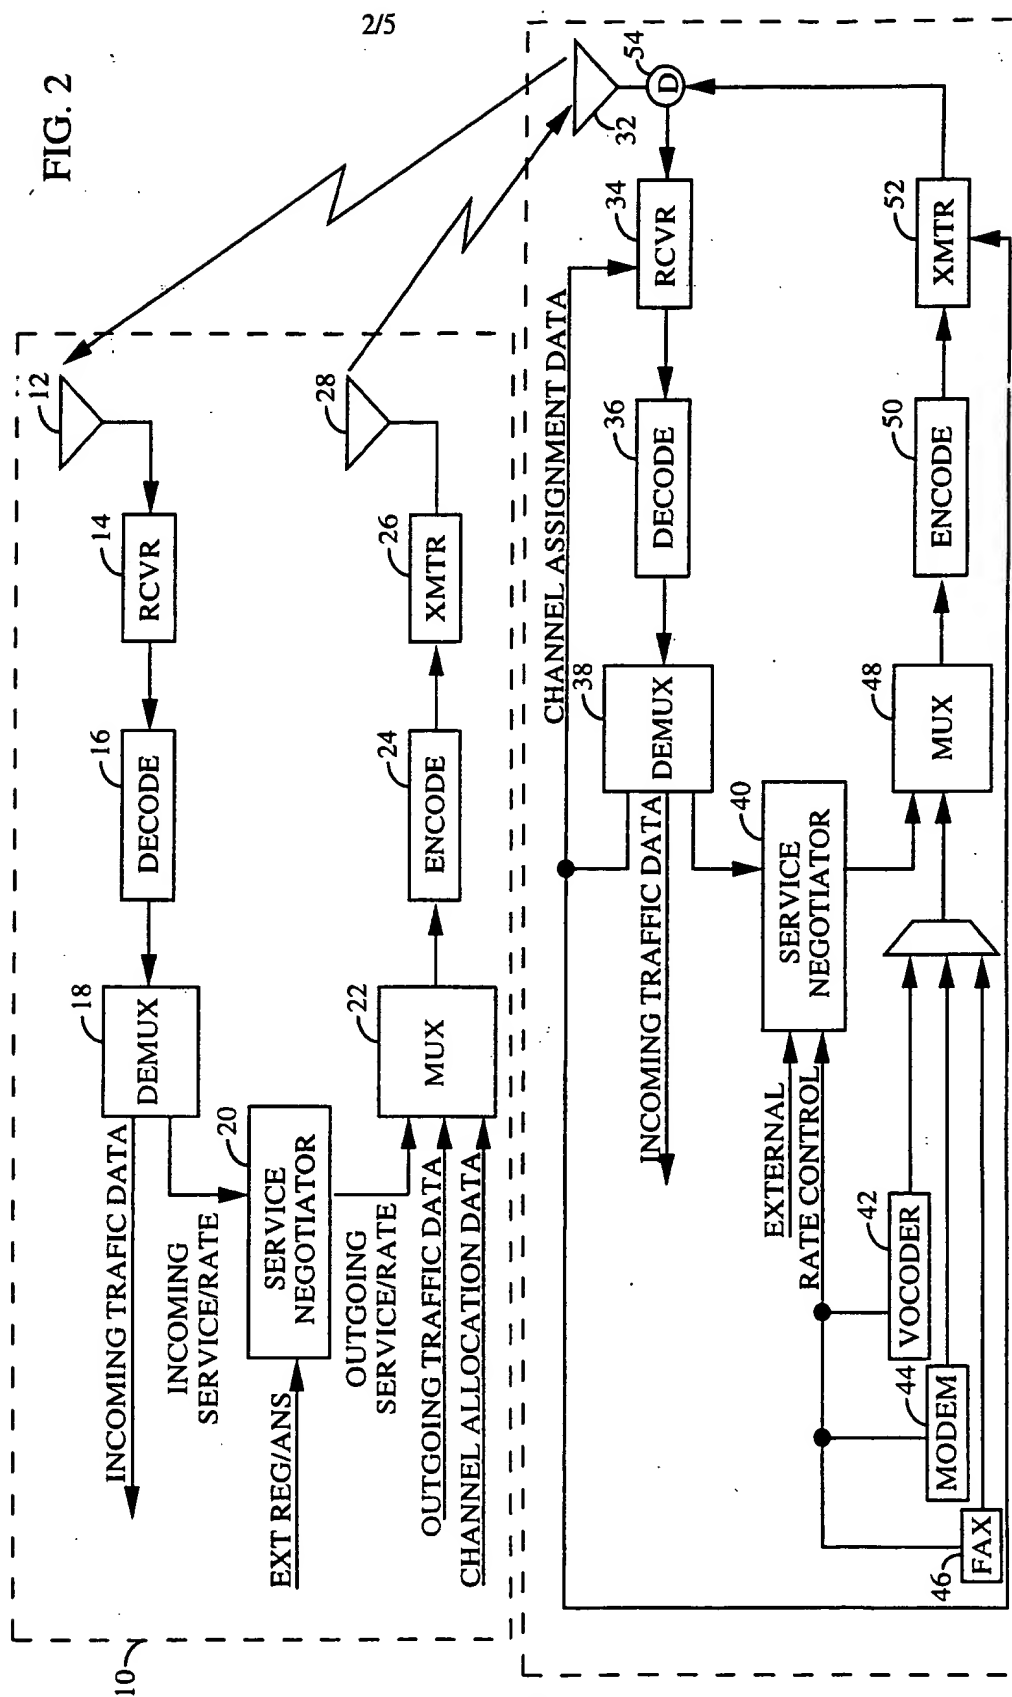 2/5
FIG. 2
10
12
RCVR
14
DECODE
16
DEMUX
18
INCOMING TRAFIC DATA
INCOMING
SERVICE/RATE
SERVICE
NEGOTIATOR
20
EXT REG/ANS
OUTGOING
SERVICE/RATE
OUTGOING TRAFFIC DATA
CHANNEL ALLOCATION DATA
MUX
22
ENCODE
24
XMTR
26
28
CHANNEL ASSIGNMENT DATA
32
D
54
RCVR
34
DECODE
36
DEMUX
38
INCOMING TRAFFIC DATA
SERVICE
NEGOTIATOR
40
EXTERNAL
RATE CONTROL
VOCODER
42
MODEM
44
FAX
46
MUX
48
ENCODE
50
XMTR
52